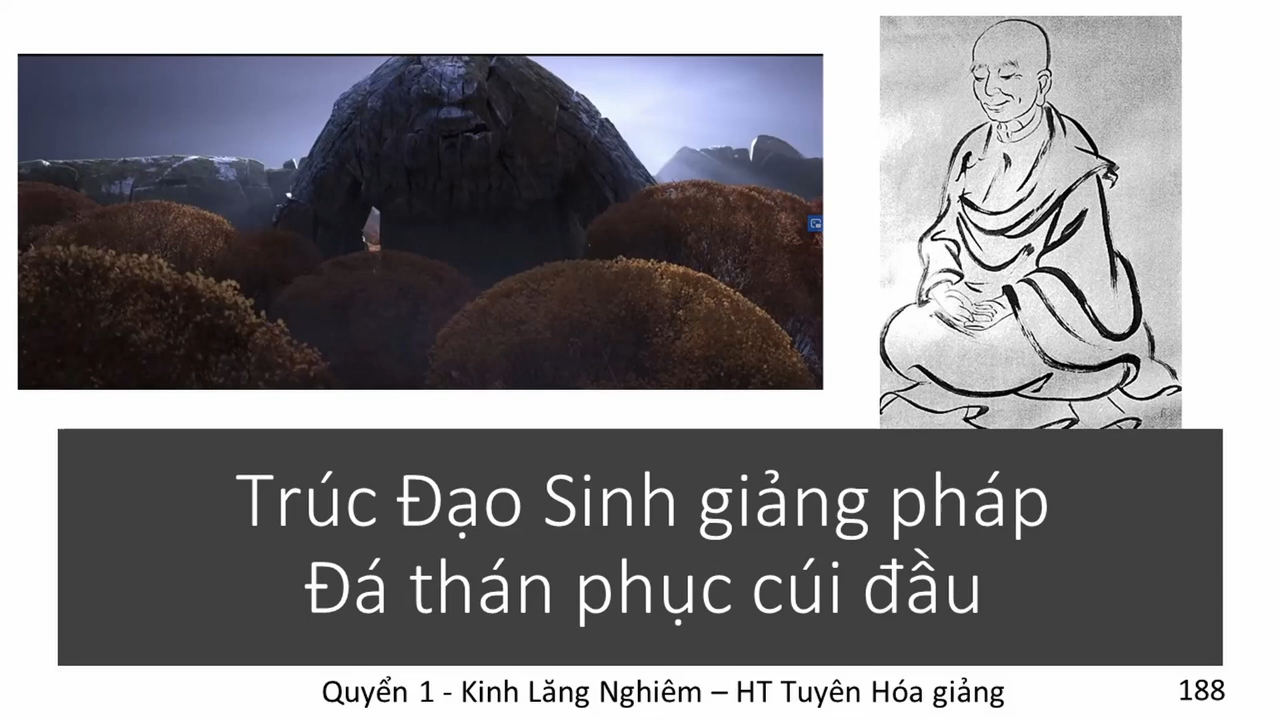 Trúc Đạo Sinh giảng pháp
Đá thán phục cúi đầu
Quyển 1 - Kinh Lăng Nghiêm – HT Tuyên Hóa giảng
188